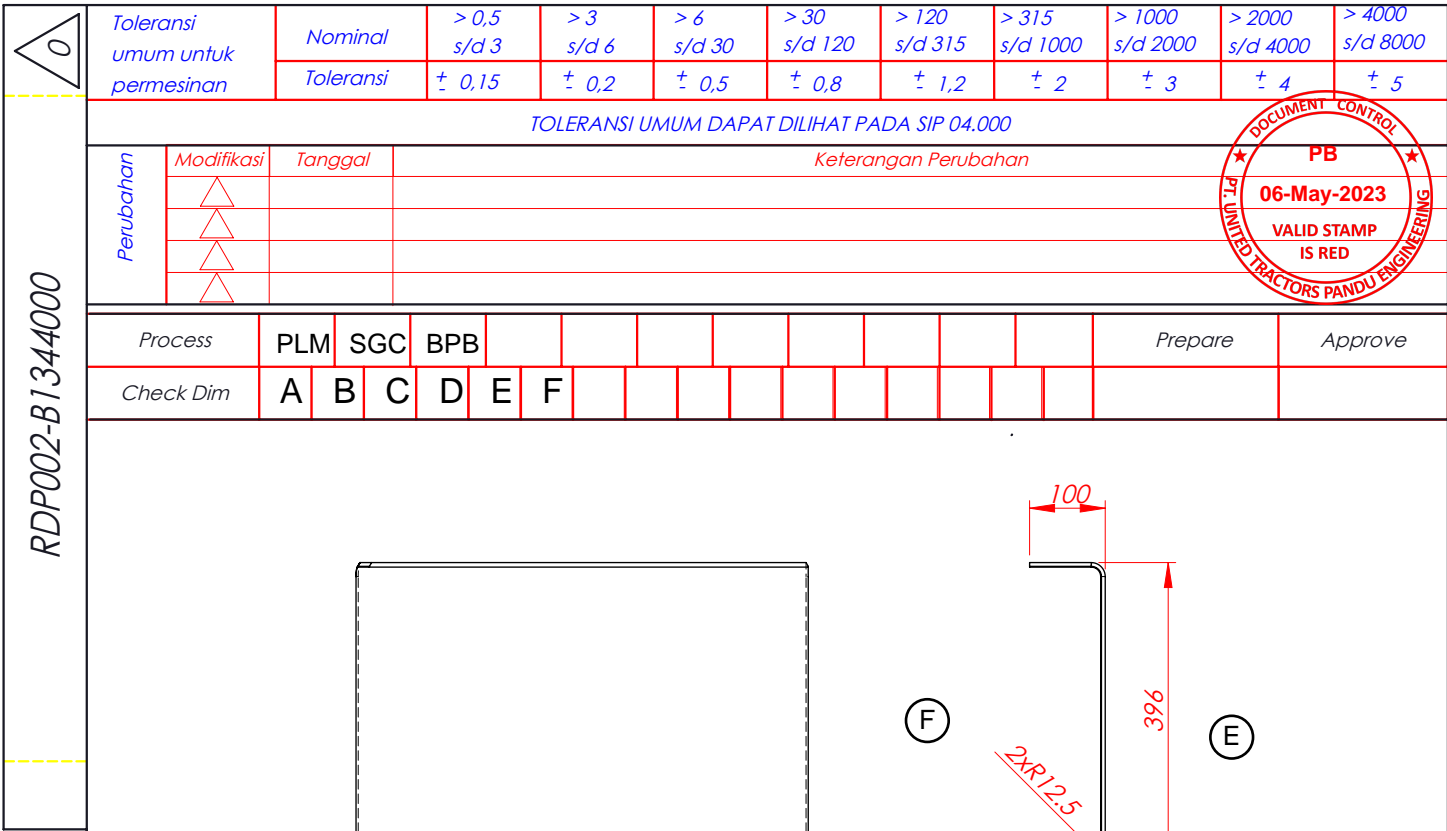 0
RDP002-B1344000
Toleransi
umum untuk
permesinan
Nominal
> 0,5
s/d 3
> 3
s/d 6
> 6
s/d 30
> 30
s/d 120
> 120
s/d 315
> 315
s/d 1000
> 1000
s/d 2000
> 2000
s/d 4000
> 4000
s/d 8000
Toleransi
± 0,15
± 0,2
± 0,5
± 0,8
± 1,2
± 2
± 3
± 4
± 5
TOLERANSI UMUM DAPAT DILIHAT PADA SIP 04.000
Perubahan
Modifikasi
Tanggal
Keterangan Perubahan
DOCUMENT CONTROL
PB
06-May-2023
VALID STAMP
IS RED
PT. UNITED TRACTORS PANDU ENGINEERING
Process
PLM
SGC
BPB
Prepare
Approve
Check Dim
A
B
C
D
E
F
100
396
F
E
2xR12.5